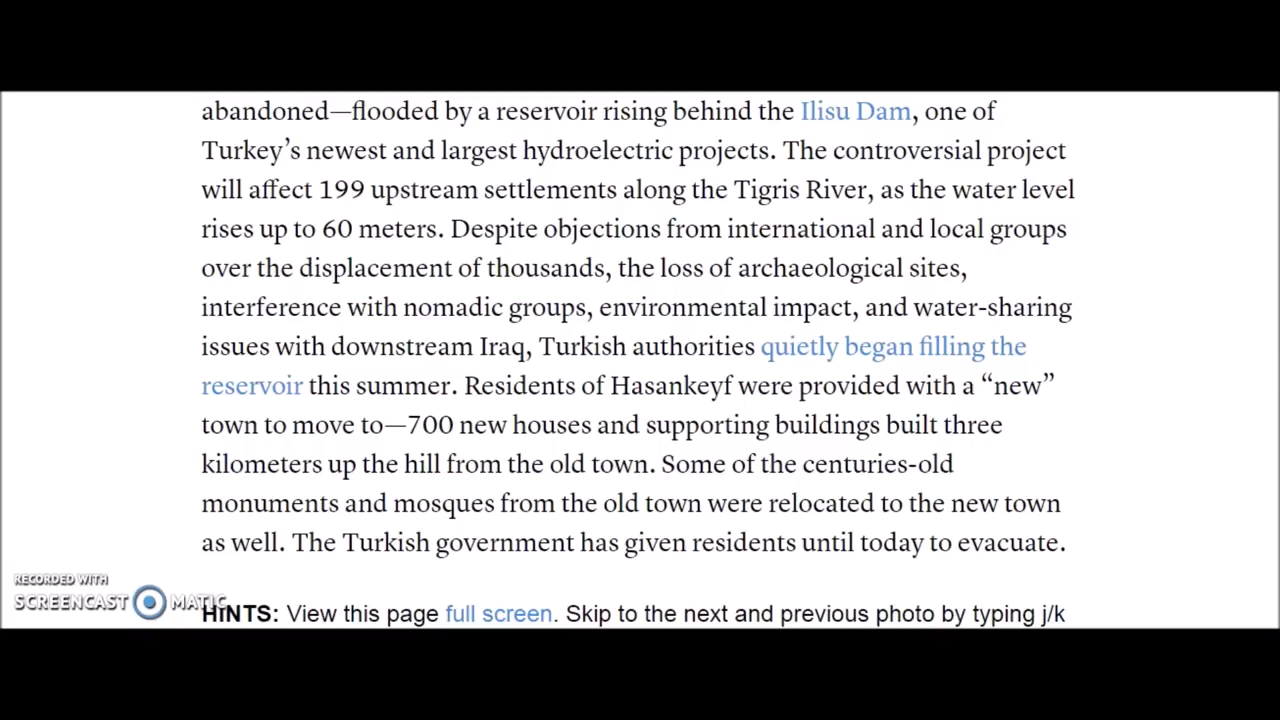 abandoned—flooded by a reservoir rising behind the Ilisu Dam, one of
Turkey’s newest and largest hydroelectric projects. The controversial project
will affect 199 upstream settlements along the Tigris River, as the water level
rises up to 60 meters. Despite objections from international and local groups
over the displacement of thousands, the loss of archaeological sites,
interference with nomadic groups, environmental impact, and water-sharing
issues with downstream Iraq, Turkish authorities quietly began filling the
reservoir this summer. Residents of Hasankeyf were provided with a “new”
town to move to—700 new houses and supporting buildings built three
kilometers up the hill from the old town. Some of the centuries-old
monuments and mosques from the old town were relocated to the new town
as well. The Turkish government has given residents until today to evacuate.
RECORDED WITH
SCREENCAST MATIC
HINTS: View this page full screen. Skip to the next and previous photo by typing j/k